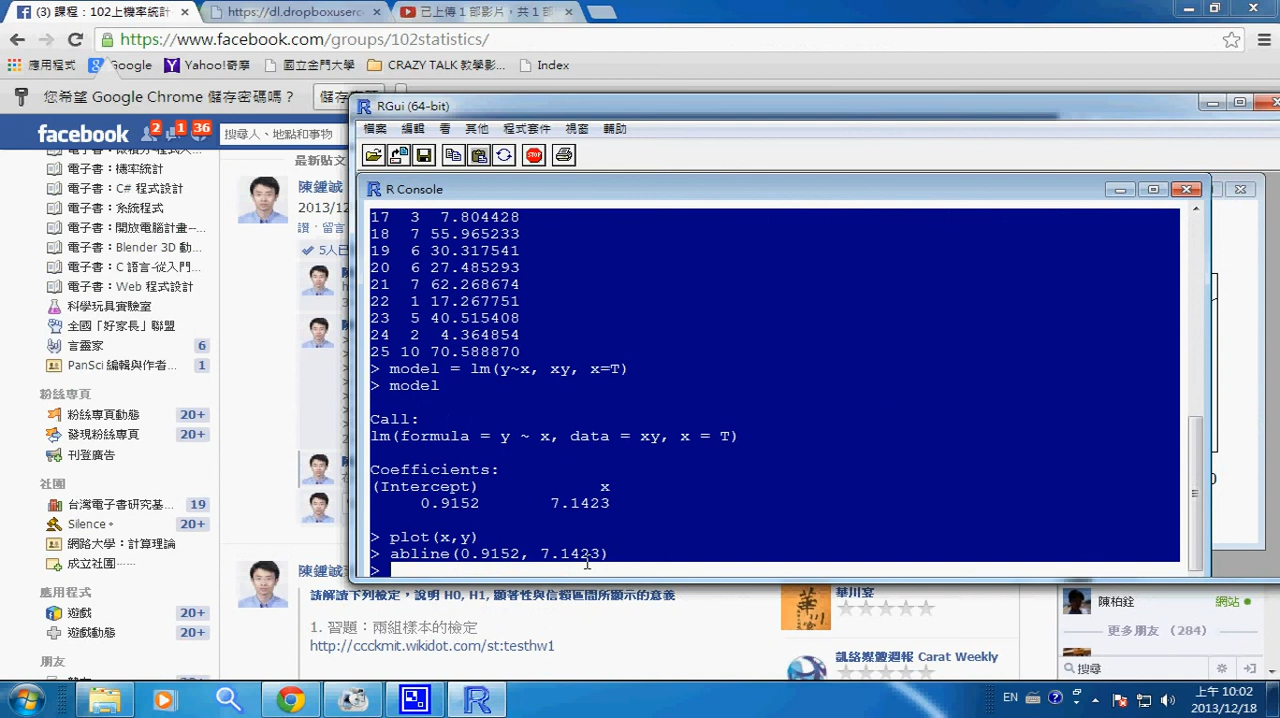 (3) 課程：102上機率統計
https://dl.dropboxuserc
已上傳 1 部影片，共 1 部
https://www.facebook.com/groups/102statistics/
應用程式
Google
Yahoo!奇摩
國立金門大學
CRAZY TALK 教學影...
Index
您希望 Google Chrome 儲存密碼嗎？
儲存
facebook
2
1
36
搜尋人、地點和事物
電子書：機率統計
電子書：C# 程式設計
電子書：系統程式
電子書：開放電腦計畫--...
電子書：Blender 3D 動...
電子書：C 語言-從入門...
電子書：Web 程式設計
科學玩具實驗室
全國「好家長」聯盟
言靈家
6
PanSci 編輯與作者...
1
粉絲專頁
粉絲專頁動態
20+
發現粉絲專頁
20+
刊登廣告
社團
台灣電子書研究基...
19
Silence。
20+
網路大學：計算理論
成立社團……
應用程式
遊戲
20+
遊戲動態
20+
朋友
最新貼文
陳鍾誠
2013/12
讚 · 留言
5人已
RGui (64-bit)
檔案 編輯 看 其他 程式套件 視窗 輔助
STOP
R Console
17 3 7.804428
18 7 55.965233
19 6 30.317541
20 6 27.485293
21 7 62.268674
22 1 17.267751
23 5 40.515408
24 2 4.364854
25 10 70.588870
> model = lm(y~x, xy, x=T)
> model
Call:
lm(formula = y ~ x, data = xy, x = T)
Coefficients:
(Intercept) x
0.9152 7.1423
> plot(x,y)
> abline(0.9152, 7.1423)
>
陳鍾誠
請解讀下列檢定，說明 H0, H1, 顯著性與信賴區間所顯示的意義
1. 習題：兩組樣本的檢定
http://ccckmit.wikidot.com/st:testhw1
華川宴
凱絡媒體週報 Carat Weekly
陳柏銓
網站
更多朋友 （284）
搜尋
EN
上午 10:02
2013/12/18